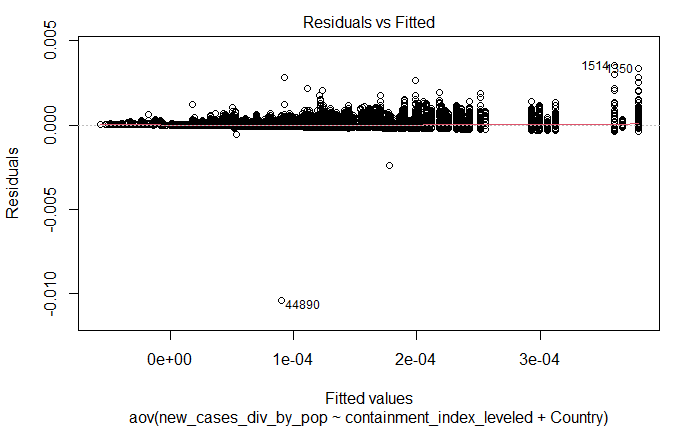 Residuals vs Fitted
0.005
0.000
-0.005
-0.010
Residuals
1514
1350
44890
0e+00
1e-04
2e-04
3e-04
Fitted values
aov(new_cases_div_by_pop ~ containment_index_leveled + Country)